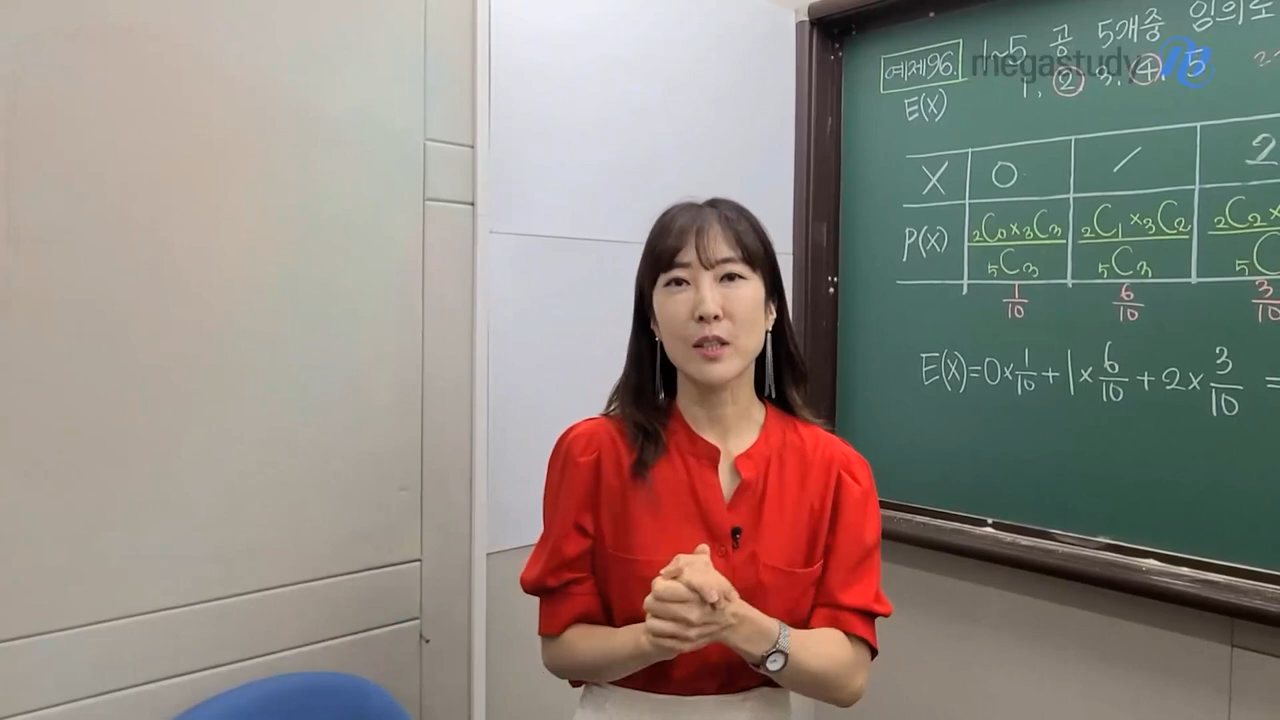 예제96. 1~5 공 5개중 임의로
megastudy
1, 2, 3, 4, 5
E(X)
X 0 1 2
P(X) ₂C₀×₃C₃/₅C₃ ₂C₁×₃C₂/₅C₃ ₂C₂×
1/10 6/10 3/10
E(X)=0×1/10+1×6/10+2×3/10=